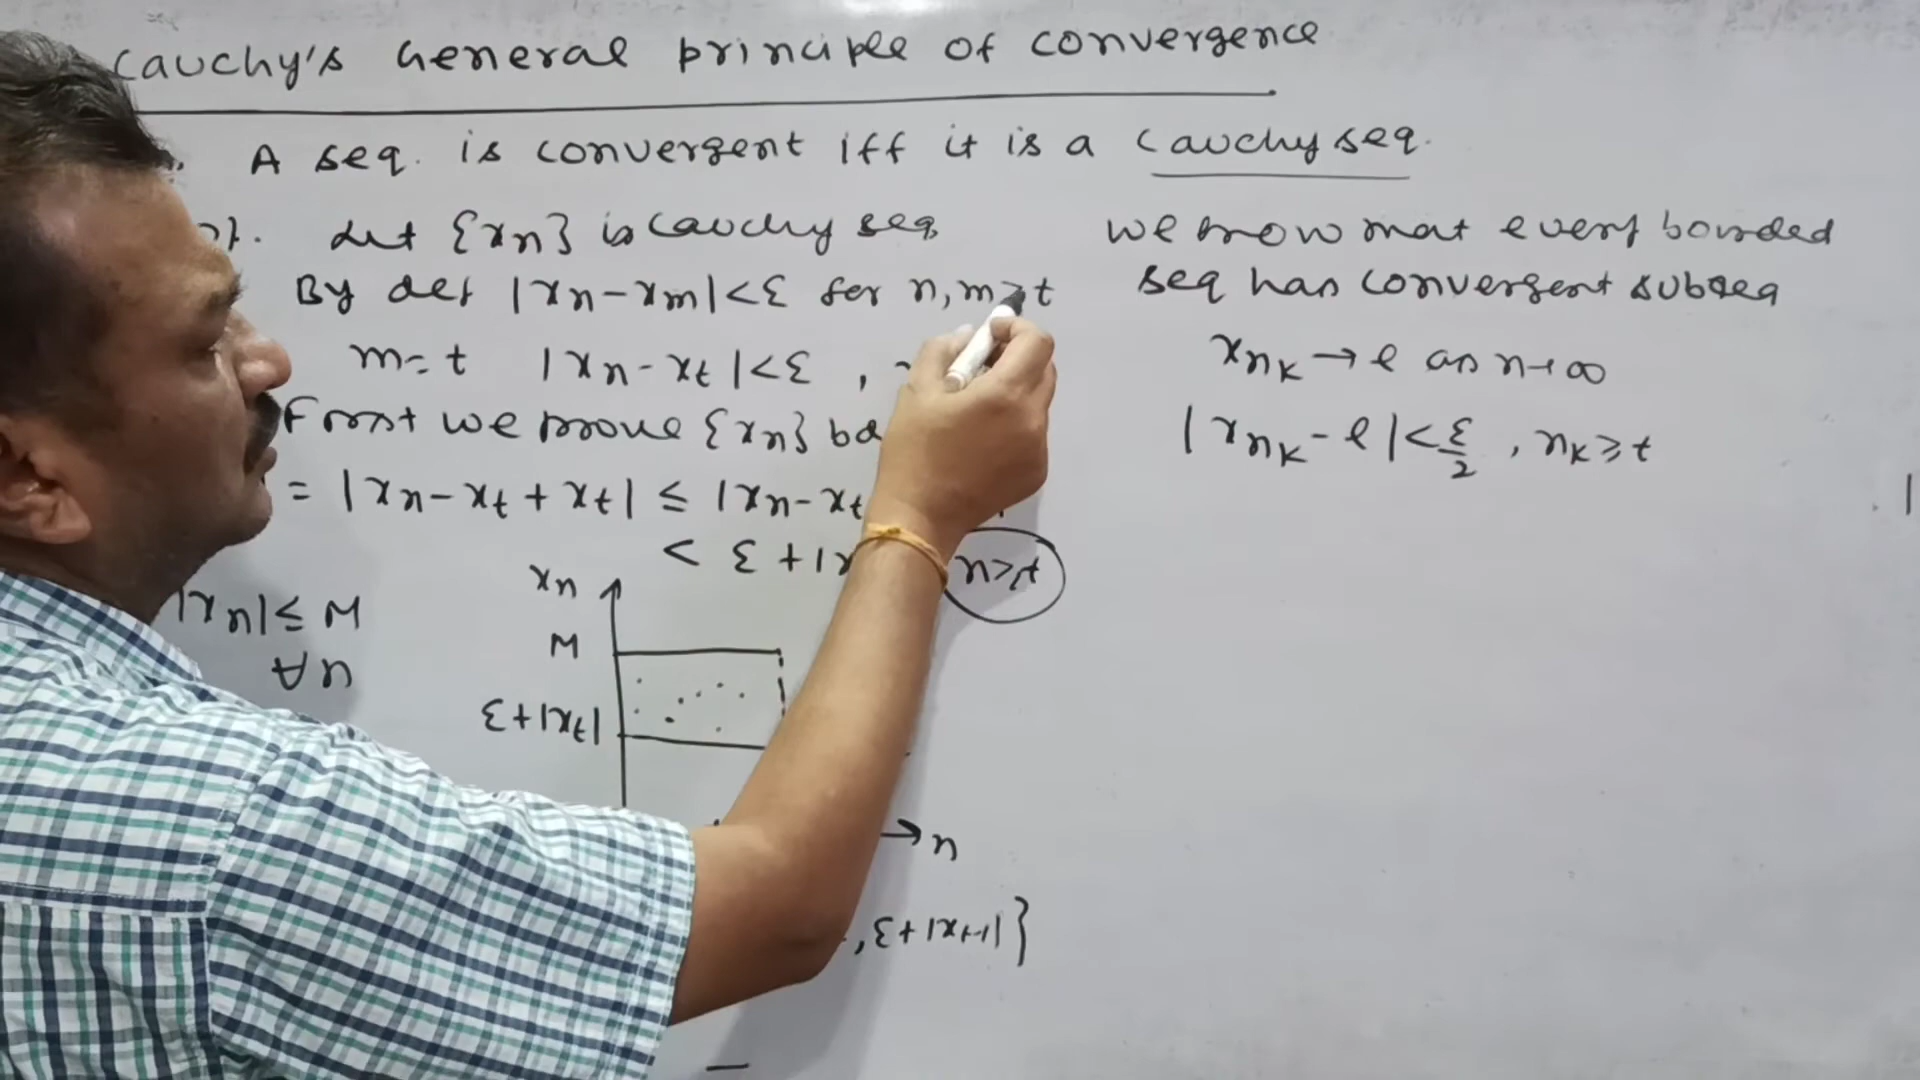 Cauchy's General principle of convergence
A seq. is convergent iff it is a Cauchy seq.
Let {xn} is Cauchy seq
By def |xn-xm|<ε for n,m≥t
m=t |xn-xt|<ε ,
First we prove {xn} bo
= |xn-xt+xt| ≤ |xn-xt
< ε+|x
n≥t
|xn|≤M
∀n
xn
M
ε+|xt|
n
, ε+|xt|}
We know that every bounded
seq has convergent subseq
xnk → l as n→∞
|xnk-l|<ε/2 , nk≥t